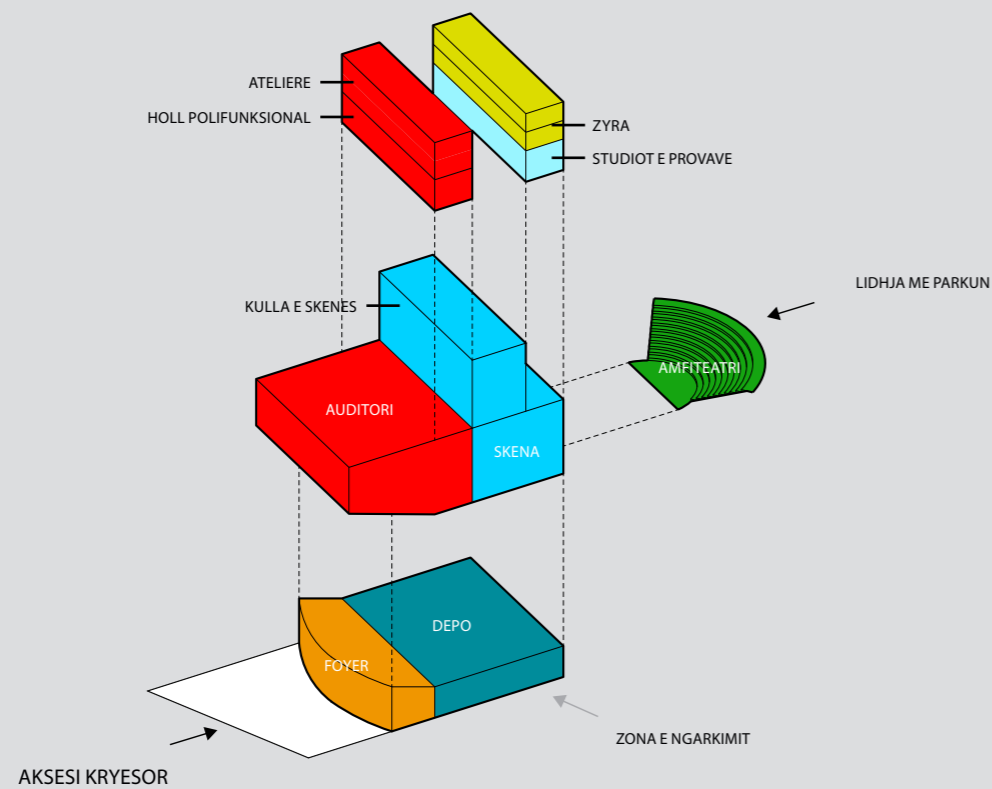 ATELIERE
HOLL POLIFUNKSIONAL
ZYRA
STUDIOT E PROVAVE
KULLA E SKENES
LIDHJA ME PARKUN
AMFITEATRI
AUDITORI
SKENA
DEPO
FOYER
ZONA E NGARKIMIT
AKSESI KRYESOR